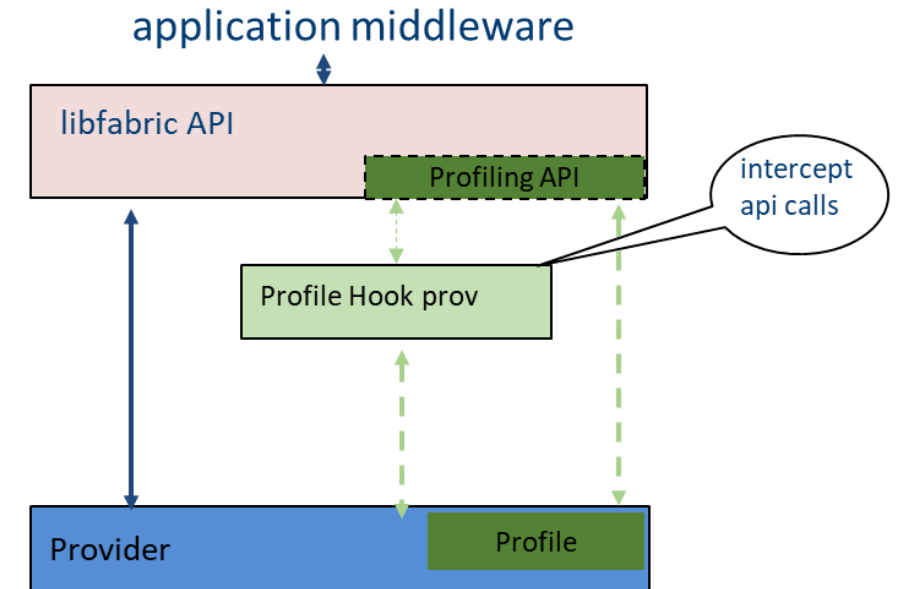 application middleware
libfabric API
Profiling API
intercept
api calls
Profile Hook prov
Provider
Profile